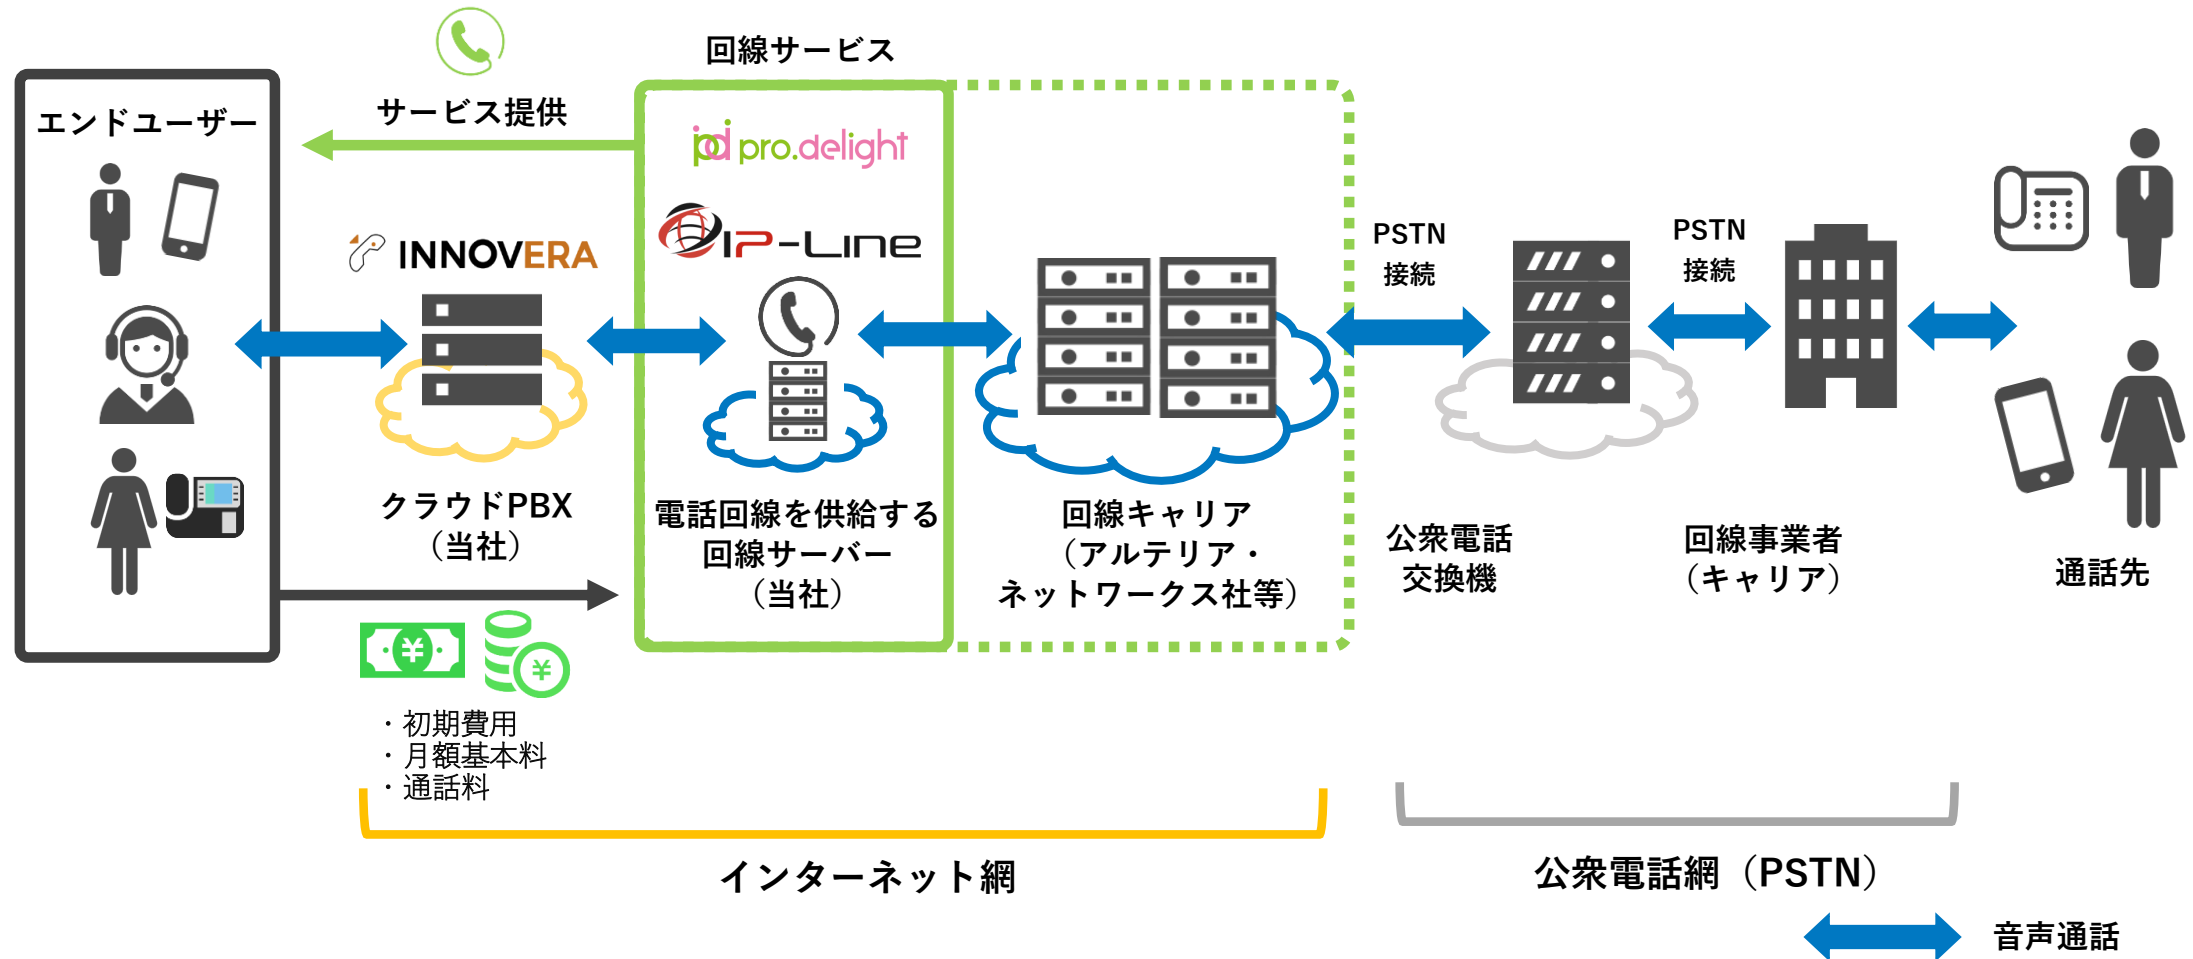 回線サービス
サービス提供
エンドユーザー
pd pro.delight
IP-Line
INNOVERA
PSTN
接続
PSTN
接続
クラウドPBX
（当社）
電話回線を供給する
回線サーバー
（当社）
回線キャリア
（アルテリア・
ネットワークス社等）
公衆電話
交換機
回線事業者
（キャリア）
通話先
¥
¥
・初期費用
・月額基本料
・通話料
インターネット網
公衆電話網（PSTN）
音声通話